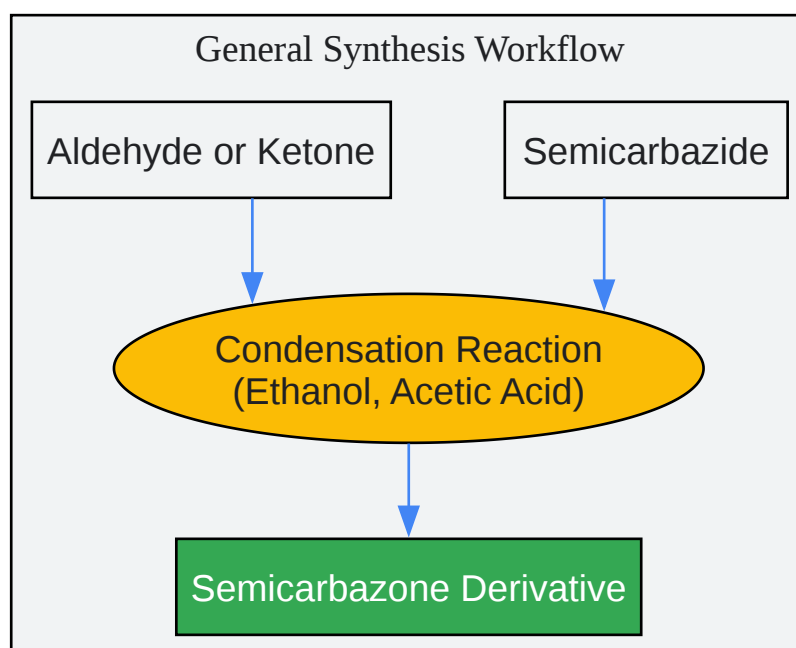 General Synthesis Workflow
Aldehyde or Ketone
Semicarbazide
Condensation Reaction
(Ethanol, Acetic Acid)
Semicarbazone Derivative